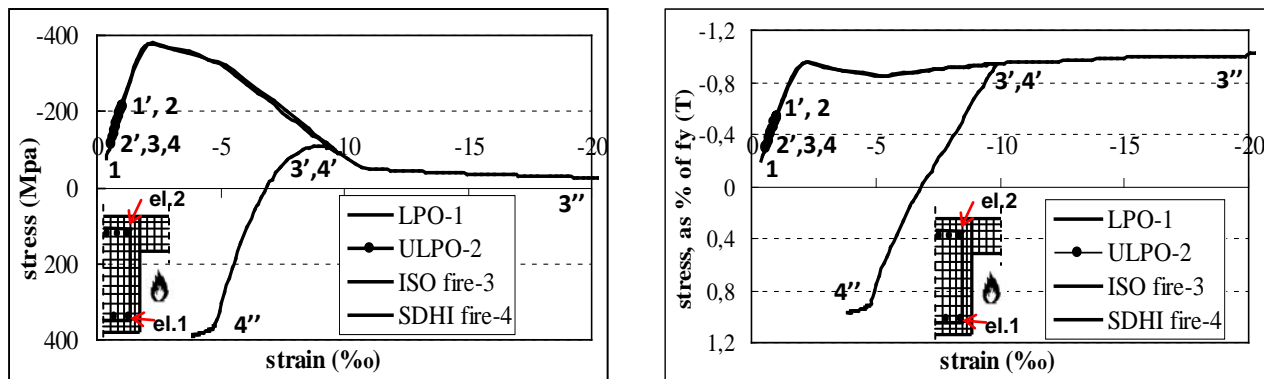 -400
-200
0
200
400
stress (Mpa)
0
-5
-10
-15
-20
1', 2
2',3,4
1
3',4'
3''
4''
el.2
el.1
LPO-1
ULPO-2
ISO fire-3
SDHI fire-4
strain (‰)
-1,2
-0,8
-0,4
0
0,4
0,8
1,2
stress, as % of fy (T)
0
-5
-10
-15
-20
1', 2
2',3,4
1
3',4'
3''
4''
el.2
el.1
LPO-1
ULPO-2
ISO fire-3
SDHI fire-4
strain (‰)